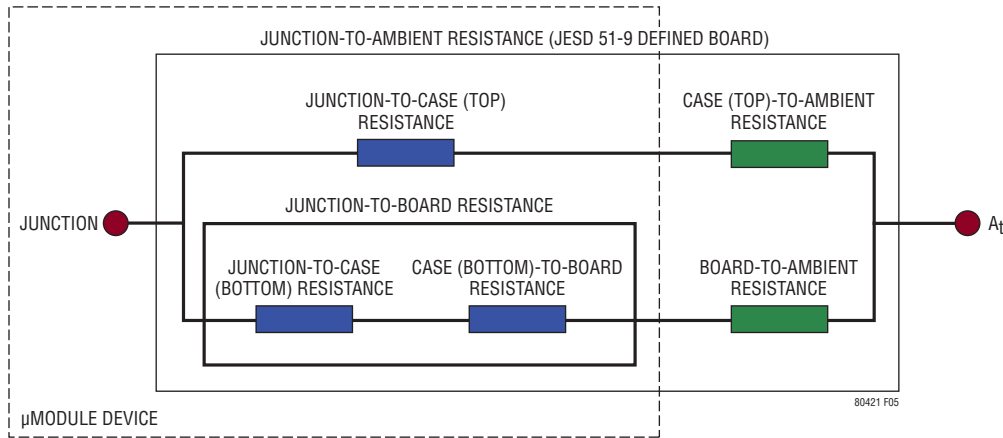 JUNCTION-TO-AMBIENT RESISTANCE (JESD 51-9 DEFINED BOARD)
JUNCTION-TO-CASE (TOP)
RESISTANCE
CASE (TOP)-TO-AMBIENT
RESISTANCE
JUNCTION
JUNCTION-TO-BOARD RESISTANCE
At
JUNCTION-TO-CASE
(BOTTOM) RESISTANCE
CASE (BOTTOM)-TO-BOARD
RESISTANCE
BOARD-TO-AMBIENT
RESISTANCE
80421 F05
µMODULE DEVICE